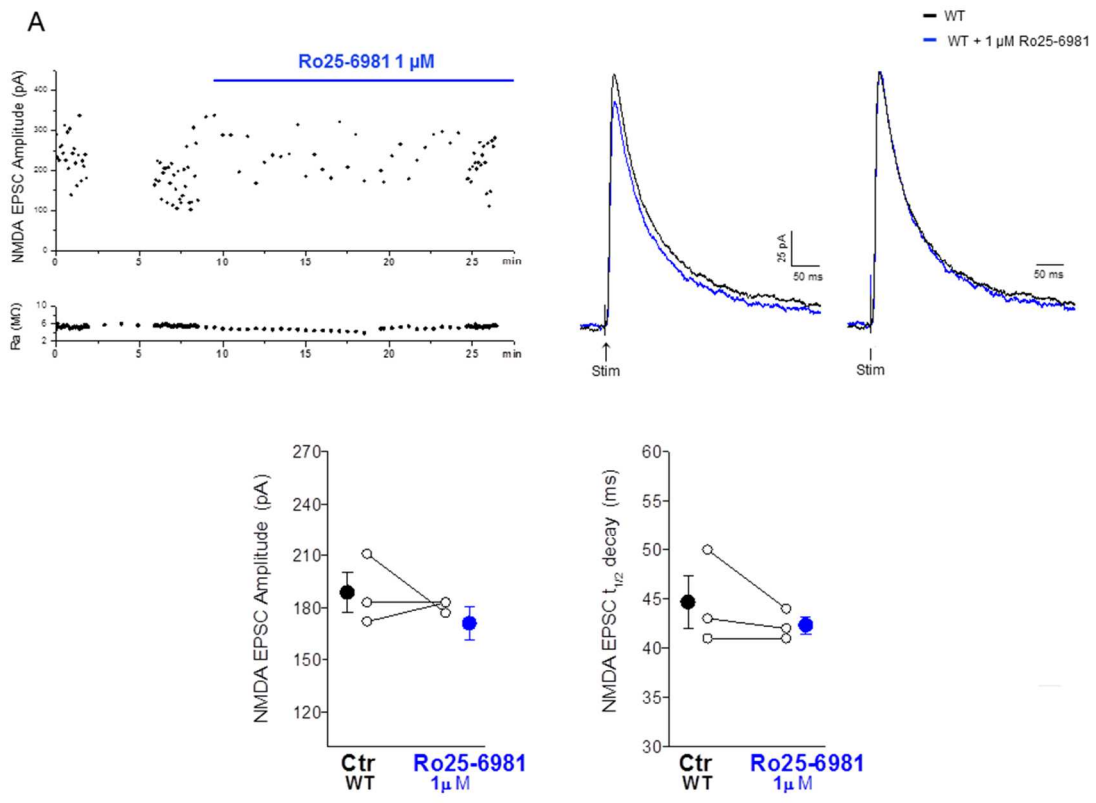 A
WT
WT + 1 µM Ro25-6981
Ro25-6981 1 µM
NMDA EPSC Amplitude (pA)
400
300
200
100
0
0 5 10 15 20 25 min
Ra (MΩ)
10
8
6
4
2
0 5 10 15 20 25 min
25 pA
50 ms
Stim
50 ms
Stim
NMDA EPSC Amplitude (pA)
270
240
210
180
150
120
Ctr
WT
Ro25-6981
1µM
NMDA EPSC t1/2 decay (ms)
60
55
50
45
40
35
30
Ctr
WT
Ro25-6981
1µM